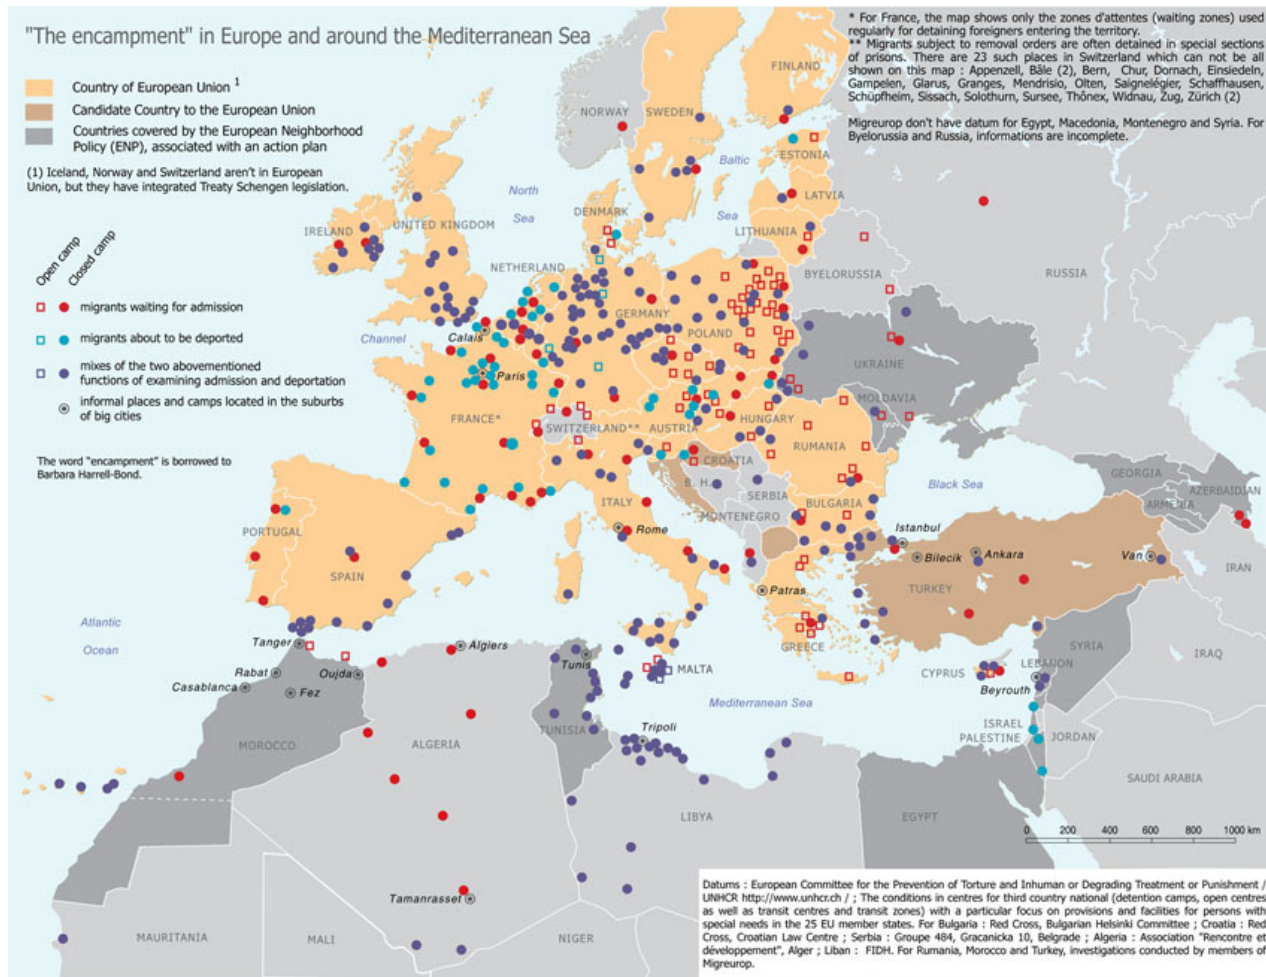 "The encampment" in Europe and around the Mediterranean Sea
Country of European Union 1
Candidate Country to the European Union
Countries covered by the European Neighborhood
Policy (ENP), associated with an action plan
(1) Iceland, Norway and Switzerland aren't in European
Union, but they have integrated Treaty Schengen legislation.
* For France, the map shows only the zones d'attentes (waiting zones) used
regularly for detaining foreigners entering the territory.
** Migrants subject to removal orders are often detained in special sections
of prisons. There are 23 such places in Switzerland which can not be all
shown on this map : Appenzell, Bâle (2), Bern, Chur, Dornach, Einsiedeln,
Gampelen, Glarus, Granges, Mendrisio, Olten, Saignelégier, Schaffhausen,
Schüpfheim, Sissach, Solothurn, Sursee, Thônex, Widnau, Zug, Zürich (2)
Migreurop don't have datum for Egypt, Macedonia, Montenegro and Syria. For
Byelorussia and Russia, informations are incomplete.
Open camp
Closed camp
migrants waiting for admission
migrants about to be deported
mixes of the two abovementioned
functions of examining admission and deportation
informal places and camps located in the suburbs
of big cities
The word "encampment" is borrowed to
Barbara Harrell-Bond.
FINLAND
NORWAY
SWEDEN
ESTONIA
Baltic
Sea
LATVIA
North
Sea
DENMARK
LITHUANIA
IRELAND
UNITED KINGDOM
BYELORUSSIA
RUSSIA
NETHERLAND
GERMANY
POLAND
Channel
Calais
UKRAINE
Paris
MOLDAVIA
FRANCE*
SWITZERLAND**
AUSTRIA
HUNGARY
RUMANIA
CROATIA
B. H.
SERBIA
Black Sea
GEORGIA
AZERBAIDJAN
ARMENIA
ITALY
MONTENEGRO
BULGARIA
PORTUGAL
Rome
Istanbul
Bilecik
Ankara
Van
IRAN
SPAIN
Patras
TURKEY
Atlantic
Ocean
Tanger
Algiers
GREECE
SYRIA
Rabat
Oujda
Tunis
MALTA
CYPRUS
LEBANON
IRAQ
Casablanca
Fez
Beyrouth
Mediterranean Sea
TUNISIA
Tripoli
ISRAEL
PALESTINE
JORDAN
MOROCCO
ALGERIA
SAUDI ARABIA
LIBYA
EGYPT
0 200 400 600 800 1000 km
Tamanrasset
MAURITANIA
MALI
NIGER
Datums : European Committee for the Prevention of Torture and Inhuman or Degrading Treatment or Punishment /
UNHCR http://www.unhcr.ch / ; The conditions in centres for third country national (detention camps, open centres
as well as transit centres and transit zones) with a particular focus on provisions and facilities for persons with
special needs in the 25 EU member states. For Bulgaria : Red Cross, Bulgarian Helsinki Committee ; Croatia : Red
Cross, Croatian Law Centre ; Serbia : Groupe 484, Gracanicka 10, Belgrade ; Algeria : Association "Rencontre et
développement", Alger ; Liban : FIDH. For Rumania, Morocco and Turkey, investigations conducted by members of
Migreurop.